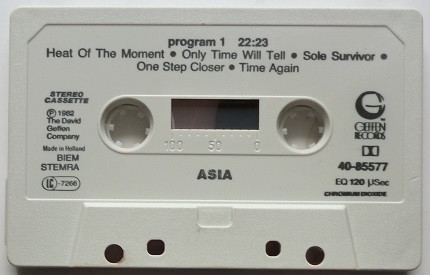 program 1 22:23
Heat Of The Moment • Only Time Will Tell • Sole Survivor •
One Step Closer • Time Again
STEREO
CASSETTE
Ⓟ 1982
The David
Geffen
Company
Made in Holland
BIEM
STEMRA
LC-7266
100 50 0
ASIA
G
GEFFEN
RECORDS
40-85577
EQ 120 µSec
CHROMIUM DIOXIDE